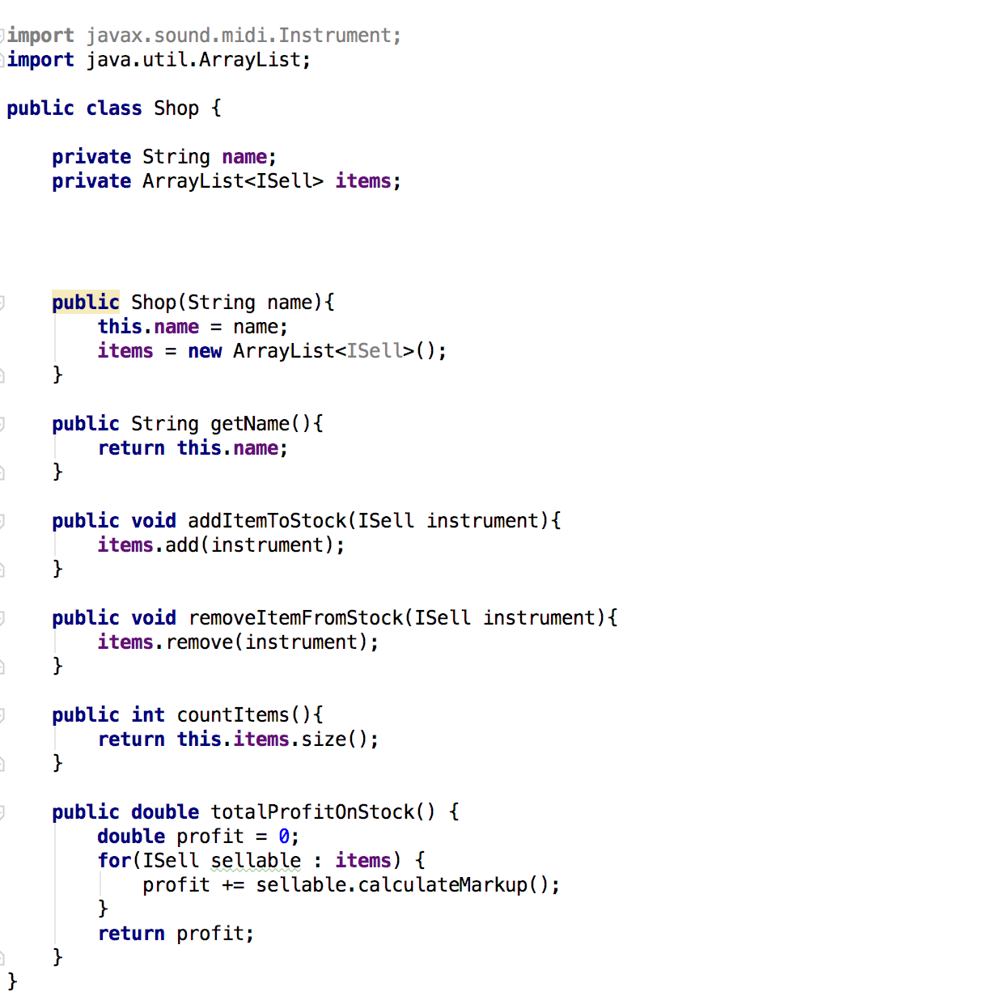 import javax.sound.midi.Instrument;
import java.util.ArrayList;

public class Shop {

    private String name;
    private ArrayList<ISell> items;




    public Shop(String name){
        this.name = name;
        items = new ArrayList<ISell>();
    }

    public String getName(){
        return this.name;
    }

    public void addItemToStock(ISell instrument){
        items.add(instrument);
    }

    public void removeItemFromStock(ISell instrument){
        items.remove(instrument);
    }

    public int countItems(){
        return this.items.size();
    }

    public double totalProfitOnStock() {
        double profit = 0;
        for(ISell sellable : items) {
            profit += sellable.calculateMarkup();
        }
        return profit;
    }
}